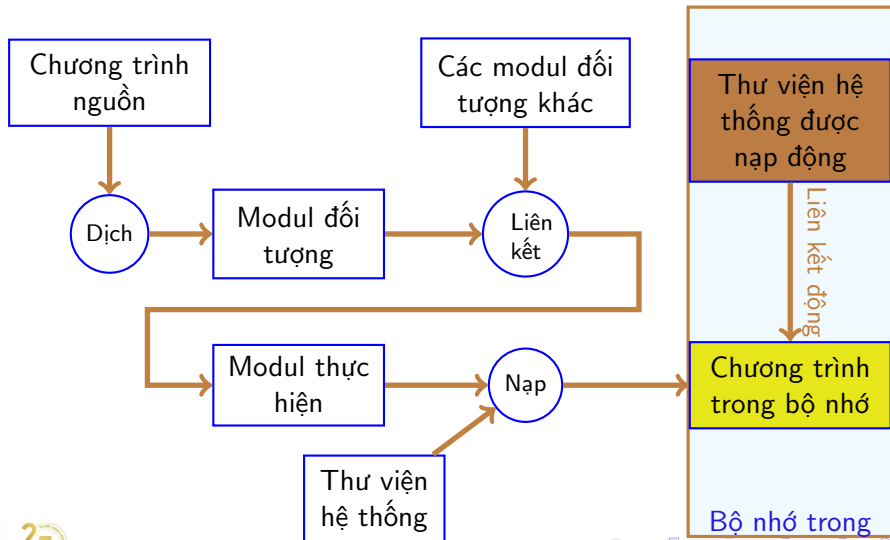 Chương trình
nguồn
Các modul đối
tượng khác
Thư viện hệ
thống được
nạp động
Dịch
Modul đối
tượng
Liên
kết
Liên kết động
Modul thực
hiện
Nạp
Chương trình
trong bộ nhớ
Thư viện
hệ thống
Bộ nhớ trong